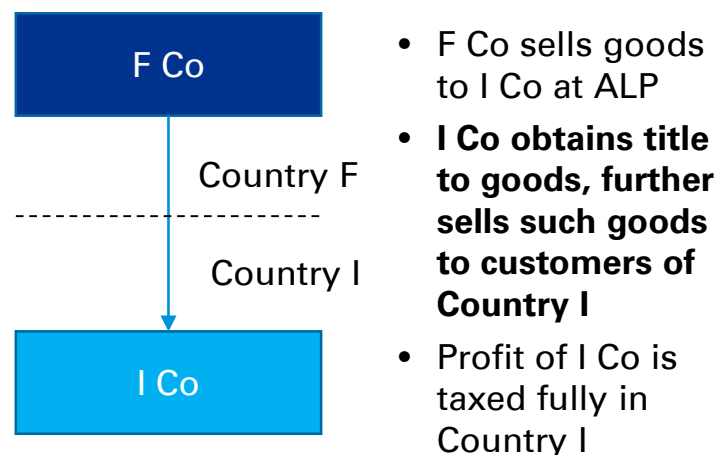 F Co
Country F
Country I
I Co
• F Co sells goods
to I Co at ALP
• I Co obtains title
to goods, further
sells such goods
to customers of
Country I
• Profit of I Co is
taxed fully in
Country I